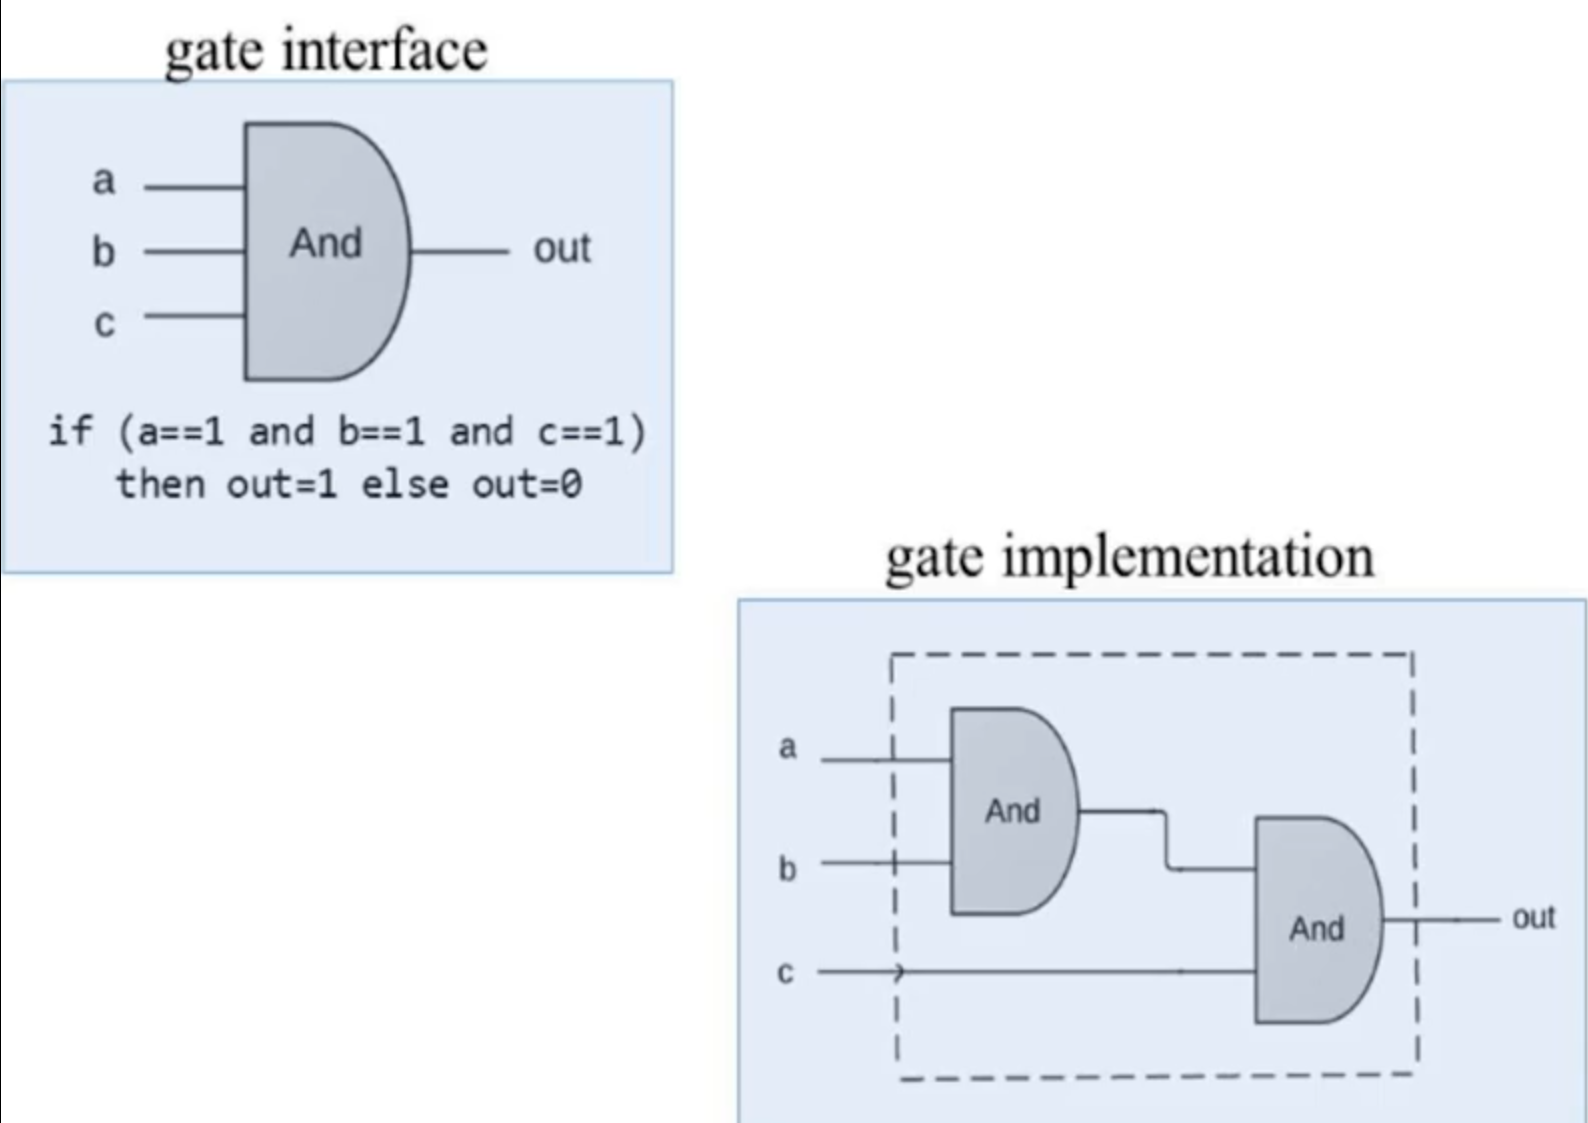 gate interface
a
b
c
And
out
if (a==1 and b==1 and c==1)
then out=1 else out=0
gate implementation
a
b
c
And
And
out